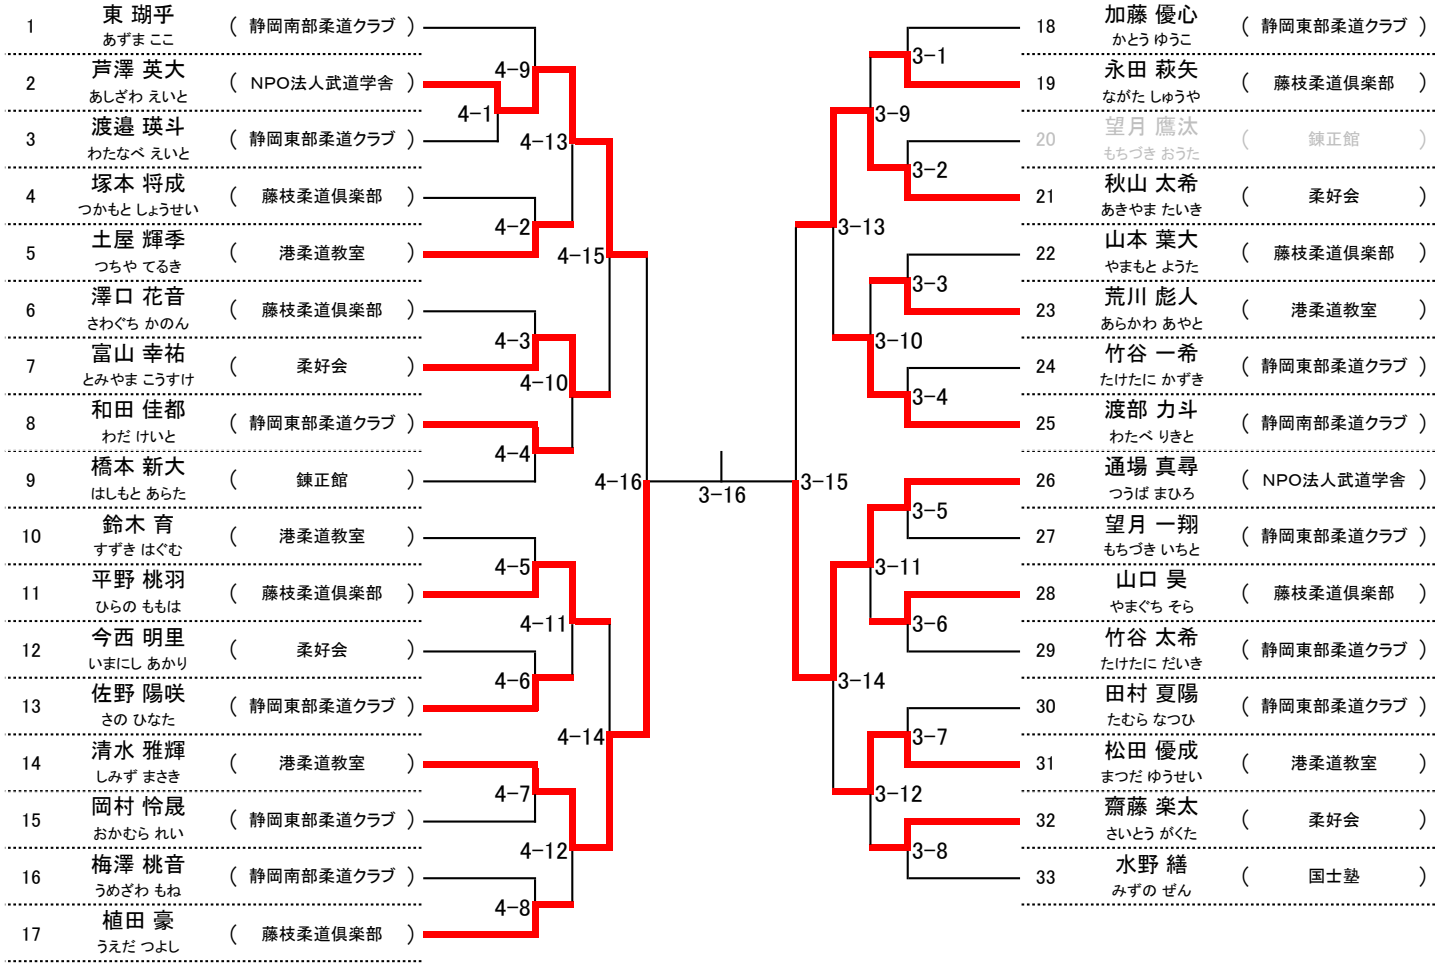 1 東 瑚乎 ( 静岡南部柔道クラブ )
あずま ここ
2 芦澤 英大 ( NPO法人武道学舎 )
あしざわ えいと
3 渡邉 瑛斗 ( 静岡東部柔道クラブ )
わたなべ えいと
4 塚本 将成 ( 藤枝柔道倶楽部 )
つかもと しょうせい
5 土屋 輝季 ( 港柔道教室 )
つちや てるき
6 澤口 花音 ( 藤枝柔道倶楽部 )
さわぐち かのん
7 富山 幸祐 ( 柔好会 )
とみやま こうすけ
8 和田 佳都 ( 静岡東部柔道クラブ )
わだ けいと
9 橋本 新大 ( 錬正館 )
はしもと あらた
10 鈴木 育 ( 港柔道教室 )
すずき はぐむ
11 平野 桃羽 ( 藤枝柔道倶楽部 )
ひらの ももは
12 今西 明里 ( 柔好会 )
いまにし あかり
13 佐野 陽咲 ( 静岡東部柔道クラブ )
さの ひなた
14 清水 雅輝 ( 港柔道教室 )
しみず まさき
15 岡村 怜晟 ( 静岡東部柔道クラブ )
おかむら れい
16 梅澤 桃音 ( 静岡南部柔道クラブ )
うめざわ もね
17 植田 豪 ( 藤枝柔道倶楽部 )
うえだ つよし
4-9
4-1
4-13
4-2
4-15
4-3
4-10
4-4
4-16
4-5
4-11
4-6
4-14
4-7
4-12
4-8
3-16
3-1
3-9
3-2
3-13
3-3
3-10
3-4
3-15
3-5
3-11
3-6
3-14
3-7
3-12
3-8
18 加藤 優心 ( 静岡東部柔道クラブ )
かとう ゆうこ
19 永田 萩矢 ( 藤枝柔道倶楽部 )
ながた しゅうや
20 望月 鷹汰 ( 錬正館 )
もちづき おうた
21 秋山 太希 ( 柔好会 )
あきやま たいき
22 山本 葉大 ( 藤枝柔道倶楽部 )
やまもと ようた
23 荒川 彪人 ( 港柔道教室 )
あらかわ あやと
24 竹谷 一希 ( 静岡東部柔道クラブ )
たけたに かずき
25 渡部 力斗 ( 静岡南部柔道クラブ )
わたべ りきと
26 通場 真尋 ( NPO法人武道学舎 )
つうば まひろ
27 望月 一翔 ( 静岡東部柔道クラブ )
もちづき いちと
28 山口 昊 ( 藤枝柔道倶楽部 )
やまぐち そら
29 竹谷 太希 ( 静岡東部柔道クラブ )
たけたに だいき
30 田村 夏陽 ( 静岡東部柔道クラブ )
たむら なつひ
31 松田 優成 ( 港柔道教室 )
まつだ ゆうせい
32 齋藤 楽太 ( 柔好会 )
さいとう がくた
33 水野 繕 ( 国士塾 )
みずの ぜん